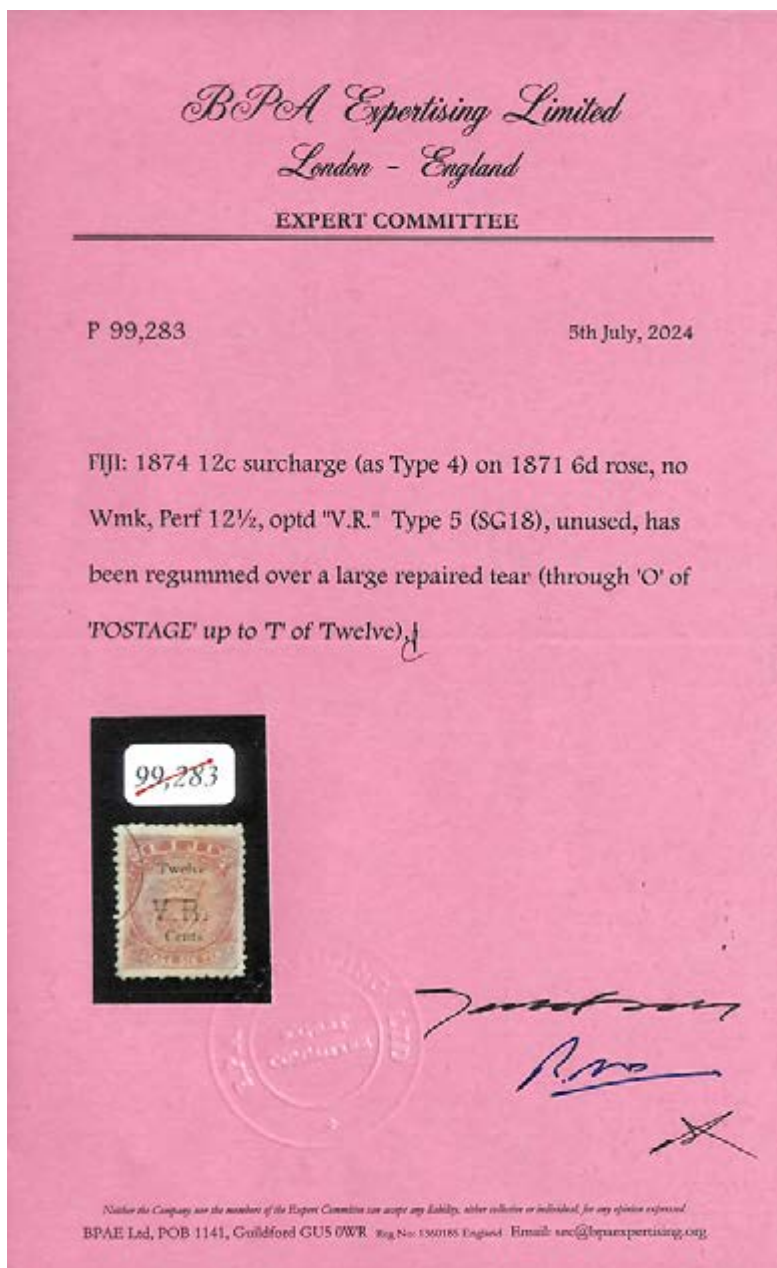 BPA Expertising Limited
London - England
EXPERT COMMITTEE
P 99,283
5th July, 2024
FIJI: 1874 12c surcharge (as Type 4) on 1871 6d rose, no
Wmk, Perf 12½, optd "V.R." Type 5 (SG18), unused, has
been regummed over a large repaired tear (through 'O' of
'POSTAGE' up to 'T' of 'Twelve').
99,283
FIJI
Twelve
V.R.
Cents
EXPERT
COMMITTEE
Neither the Company nor the members of the Expert Committee can accept any liability, either collective or individual, for any opinion expressed
BPAE Ltd, POB 1141, Guildford GU5 0WR Reg No: 1360185 England Email: sec@bpaexpertising.org